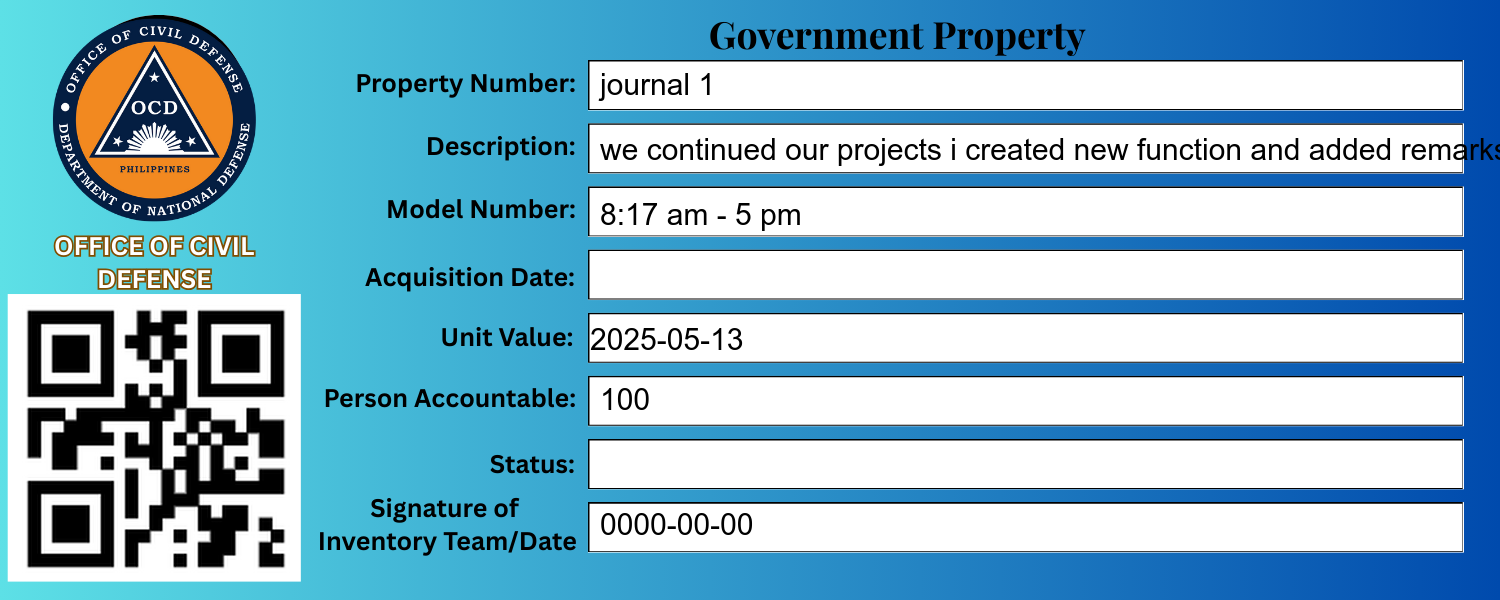 OFFICE OF CIVIL DEFENSE
DEPARTMENT OF NATIONAL DEFENSE
OCD
PHILIPPINES
OFFICE OF CIVIL
DEFENSE
Government Property
Property Number: journal 1
Description: we continued our projects i created new function and added remarks
Model Number: 8:17 am - 5 pm
Acquisition Date:
Unit Value: 2025-05-13
Person Accountable: 100
Status:
Signature of
Inventory Team/Date 0000-00-00